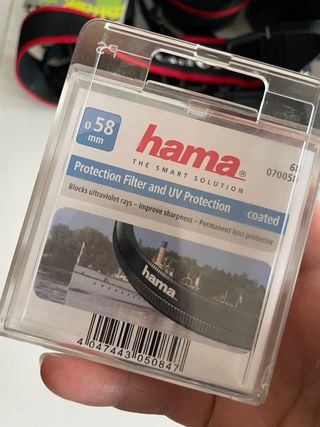 ø 58
mm
hama®
THE SMART SOLUTION
Protection Filter and UV Protection coated
Blocks ultraviolet rays – Improve sharpness – Permanent lens protector
hama
4 047443 050847